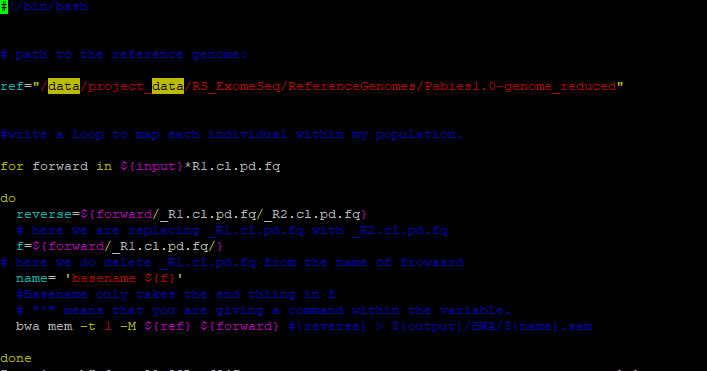 #!/bin/bash
# path to the reference genome:
ref="/data/project_data/RS_ExomeSeq/ReferenceGenomes/Pabies1.0-genome_reduced"
#write a loop to map each individual within my population.
for forward in ${input}*R1.cl.pd.fq
do
reverse=${forward/_R1.cl.pd.fq/_R2.cl.pd.fq}
# here we are replacing _R1.cl.pd.fq with _R2.cl.pd.fq
f=${forward/_R1.cl.pd.fq/}
# here we do delete _R1.cl.pd.fq from the name of frowaard
name= 'basename ${f}'
#Basename only takes the end thiing in f
# "'" means that you are giving a command within the variable.
bwa mem -t 1 -M ${ref} ${forward} #{reverse} > ${output}/BWA/${name}.sam
done